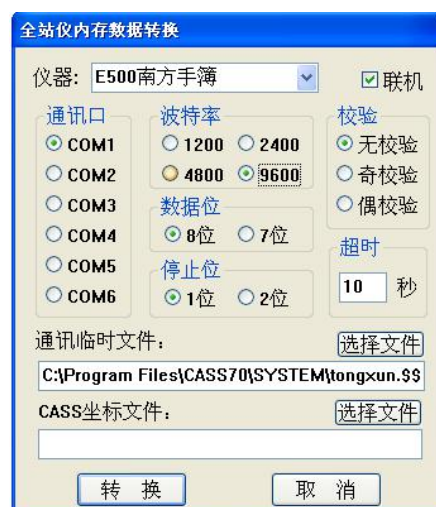 全站仪内存数据转换
仪器: E500南方手簿 联机
通讯口 波特率 校验
COM1 1200 2400 无校验
COM2 4800 9600 奇校验
COM3 数据位 偶校验
COM4 8位 7位 超时
COM5 停止位 10 秒
COM6 1位 2位
通讯临时文件: 选择文件
C:\Program Files\CASS70\SYSTEM\tongxun.$$
CASS坐标文件: 选择文件
转 换 取 消